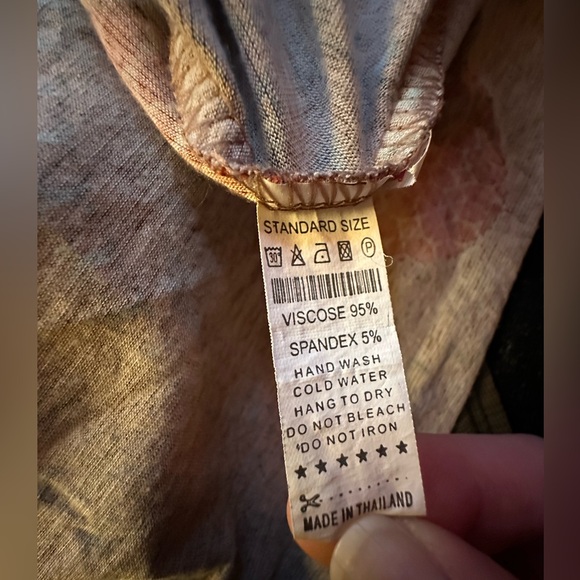 STANDARD SIZE
30° P
VISCOSE 95%
SPANDEX 5%
HAND WASH
COLD WATER
HANG TO DRY
DO NOT BLEACH
DO NOT IRON
MADE IN THAILAND